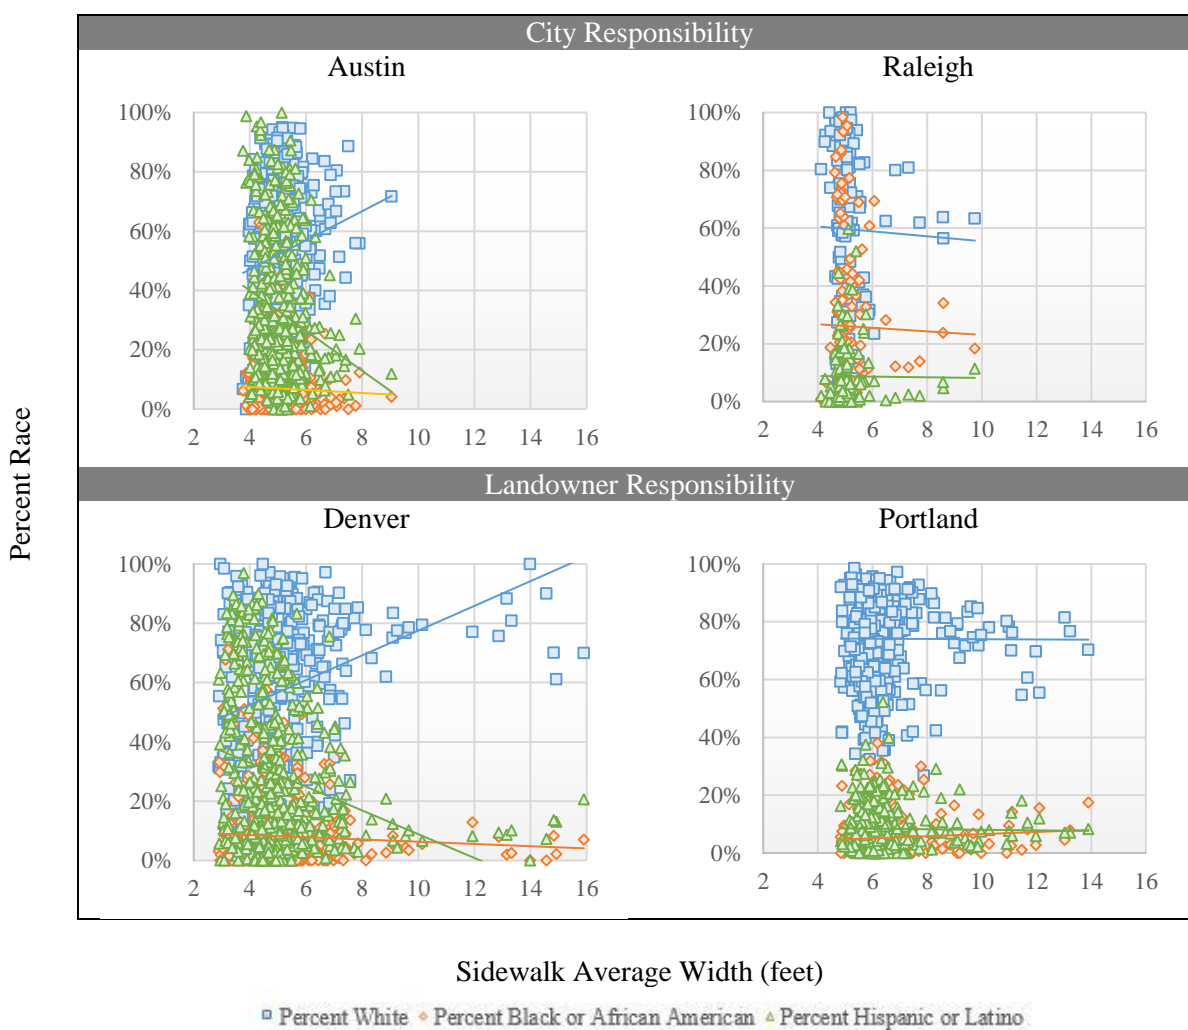 City Responsibility
Austin
Raleigh
100%
80%
60%
40%
20%
0%
2 4 6 8 10 12 14 16
100%
80%
60%
40%
20%
0%
2 4 6 8 10 12 14 16
Percent Race
Landowner Responsibility
Denver
Portland
100%
80%
60%
40%
20%
0%
2 4 6 8 10 12 14 16
100%
80%
60%
40%
20%
0%
2 4 6 8 10 12 14 16
Sidewalk Average Width (feet)
Percent White Percent Black or African American Percent Hispanic or Latino